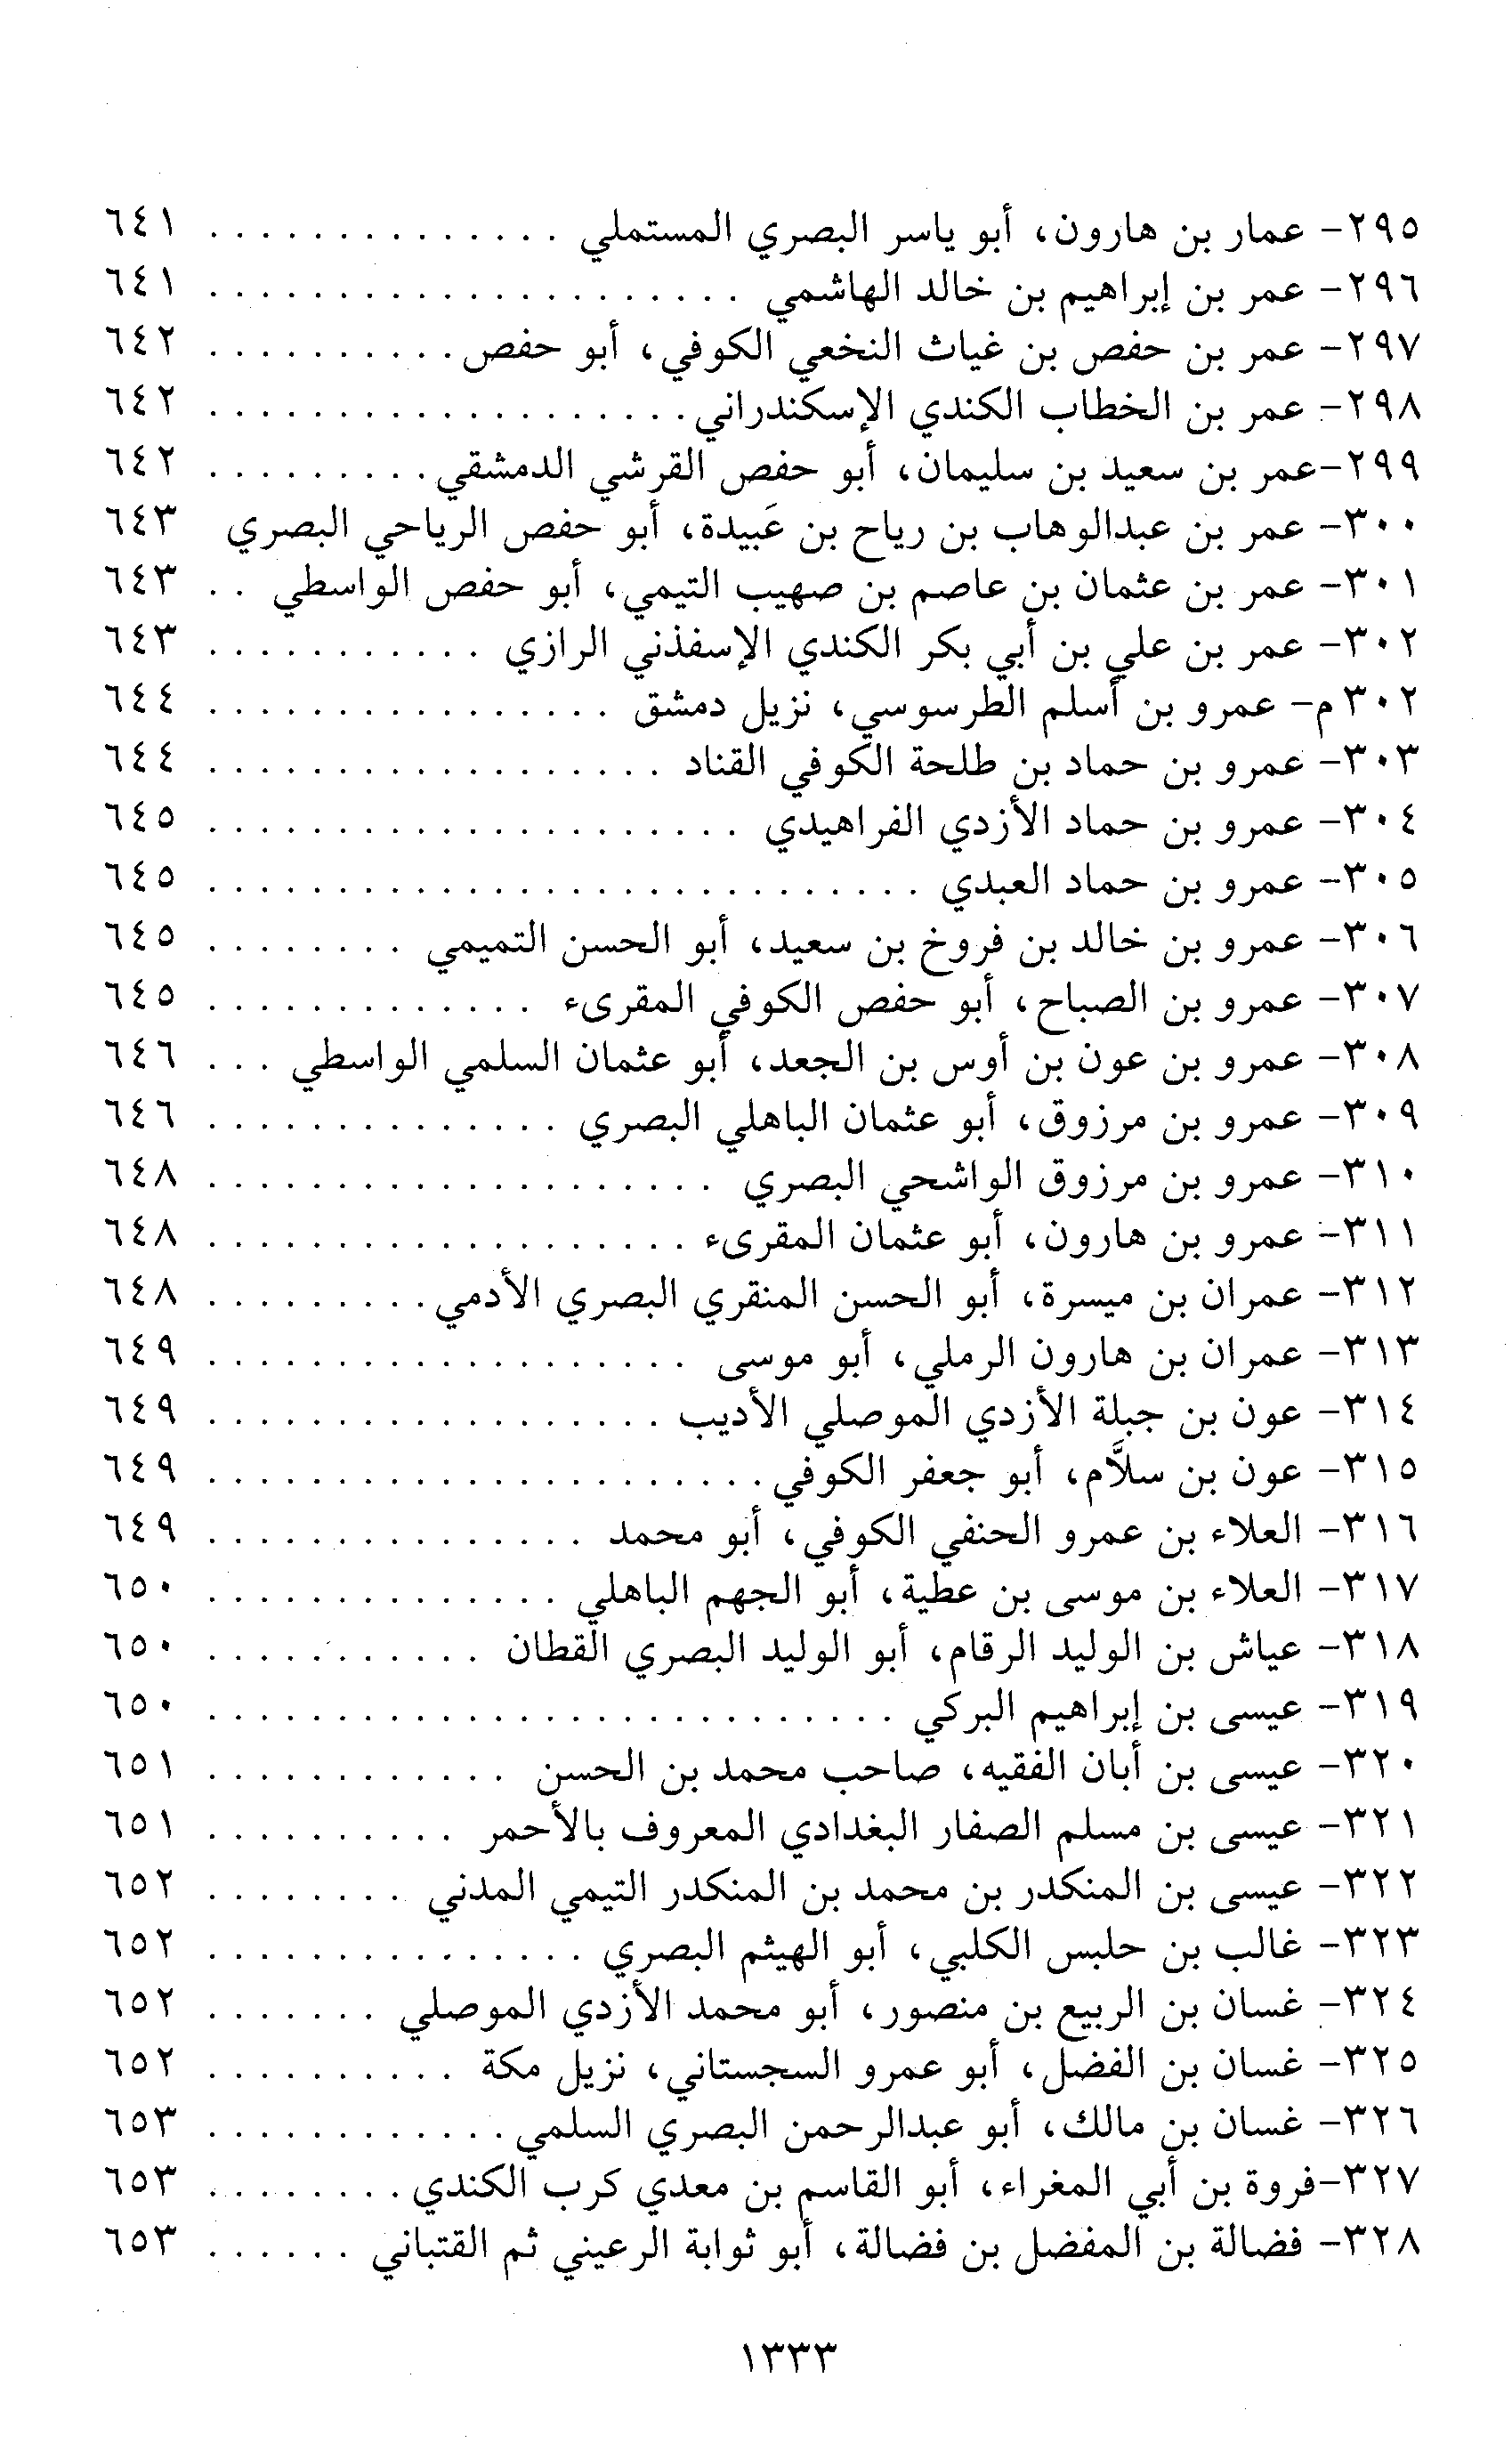 ٢٩٥- عمار بن هارون، أبو ياسر البصري المستملي . . . . . . . . . . . . . . ٦٤١
٢٩٦- عمر بن إبراهيم بن خالد الهاشمي . . . . . . . . . . . . . . . . . . . . . ٦٤١
٢٩٧- عمر بن حفص بن غياث النخعي الكوفي، أبو حفص . . . . . . . . . . ٦٤٢
٢٩٨- عمر بن الخطاب الكندي الإسكندراني . . . . . . . . . . . . . . . . . . . ٦٤٢
٢٩٩-عمر بن سعيد بن سليمان، أبو حفص القرشي الدمشقي . . . . . . . . . ٦٤٢
٣٠٠- عمر بن عبدالوهاب بن رياح بن عَبيدة، أبو حفص الرياحي البصري ٦٤٣
٣٠١- عمر بن عثمان بن عاصم بن صهيب التيمي، أبو حفص الواسطي . . ٦٤٣
٣٠٢- عمر بن علي بن أبي بكر الكندي الإسفذني الرازي . . . . . . . . . . . ٦٤٣
٣٠٢م- عمرو بن أسلم الطرسوسي، نزيل دمشق . . . . . . . . . . . . . . . . ٦٤٤
٣٠٣- عمرو بن حماد بن طلحة الكوفي القناد . . . . . . . . . . . . . . . . . . ٦٤٤
٣٠٤- عمرو بن حماد الأزدي الفراهيدي . . . . . . . . . . . . . . . . . . . . . ٦٤٥
٣٠٥- عمرو بن حماد العبدي . . . . . . . . . . . . . . . . . . . . . . . . . . . . ٦٤٥
٣٠٦- عمرو بن خالد بن فروخ بن سعيد، أبو الحسن التميمي . . . . . . . . ٦٤٥
٣٠٧- عمرو بن الصباح، أبو حفص الكوفي المقرىء . . . . . . . . . . . . . ٦٤٥
٣٠٨- عمرو بن عون بن أوس بن الجعد، أبو عثمان السلمي الواسطي . . . ٦٤٦
٣٠٩- عمرو بن مرزوق، أبو عثمان الباهلي البصري . . . . . . . . . . . . . . ٦٤٦
٣١٠- عمرو بن مرزوق الواشحي البصري . . . . . . . . . . . . . . . . . . . . ٦٤٨
٣١١- عمرو بن هارون، أبو عثمان المقرىء . . . . . . . . . . . . . . . . . . . ٦٤٨
٣١٢- عمران بن ميسرة، أبو الحسن المنقري البصري الأدمي . . . . . . . . . ٦٤٨
٣١٣- عمران بن هارون الرملي، أبو موسى . . . . . . . . . . . . . . . . . . . ٦٤٩
٣١٤- عون بن جبلة الأزدي الموصلي الأديب . . . . . . . . . . . . . . . . . . ٦٤٩
٣١٥- عون بن سلاَّم، أبو جعفر الكوفي . . . . . . . . . . . . . . . . . . . . . . ٦٤٩
٣١٦- العلاء بن عمرو الحنفي الكوفي، أبو محمد . . . . . . . . . . . . . . . ٦٤٩
٣١٧- العلاء بن موسى بن عطية، أبو الجهم الباهلي . . . . . . . . . . . . . . ٦٥٠
٣١٨- عياش بن الوليد الرقام، أبو الوليد البصري القطان . . . . . . . . . . . ٦٥٠
٣١٩- عيسى بن إبراهيم البركي . . . . . . . . . . . . . . . . . . . . . . . . . . . ٦٥٠
٣٢٠- عيسى بن أبان الفقيه، صاحب محمد بن الحسن . . . . . . . . . . . . ٦٥١
٣٢١- عيسى بن مسلم الصفار البغدادي المعروف بالأحمر . . . . . . . . . . ٦٥١
٣٢٢- عيسى بن المنكدر بن محمد بن المنكدر التيمي المدني . . . . . . . . ٦٥٢
٣٢٣- غالب بن حلبس الكلبي، أبو الهيثم البصري . . . . . . . . . . . . . . . ٦٥٢
٣٢٤- غسان بن الربيع بن منصور، أبو محمد الأزدي الموصلي . . . . . . . ٦٥٢
٣٢٥- غسان بن الفضل، أبو عمرو السجستاني، نزيل مكة . . . . . . . . . . ٦٥٢
٣٢٦- غسان بن مالك، أبو عبدالرحمن البصري السلمي . . . . . . . . . . . . ٦٥٣
٣٢٧-فروة بن أبي المغراء، أبو القاسم بن معدي كرب الكندي . . . . . . . . ٦٥٣
٣٢٨- فضالة بن المفضل بن فضالة، أبو ثوابة الرعيني ثم القتباني . . . . . . ٦٥٣
١٣٣٣